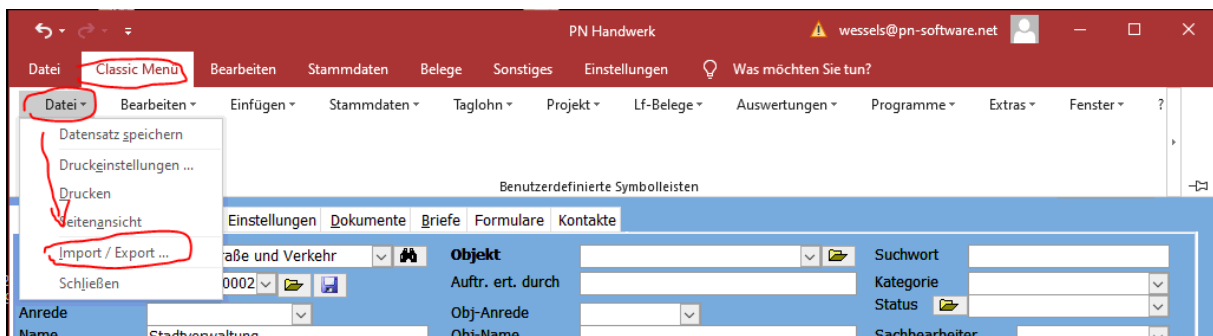 PN Handwerk wessels@pn-software.net
Datei Classic Menü Bearbeiten Stammdaten Belege Sonstiges Einstellungen Was möchten Sie tun?
Datei Bearbeiten Einfügen Stammdaten Taglohn Projekt Lf-Belege Auswertungen Programme Extras Fenster ?
Datensatz speichern
Druckeinstellungen ...
Drucken
Benutzerdefinierte Symbolleisten
Seitenansicht Einstellungen Dokumente Briefe Formulare Kontakte
Import / Export ... raße und Verkehr Objekt Suchwort
Schließen 0002 Auftr. ert. durch Kategorie
Status
Anrede Obj-Anrede
Name Stadtverwaltung Obj-Name Sachbearbeiter